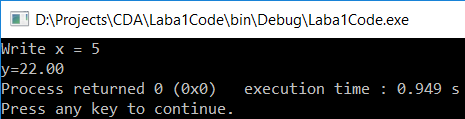 D:\Projects\CDA\Laba1Code\bin\Debug\Laba1Code.exe
Write x = 5
y=22.00
Process returned 0 (0x0)   execution time : 0.949 s
Press any key to continue.